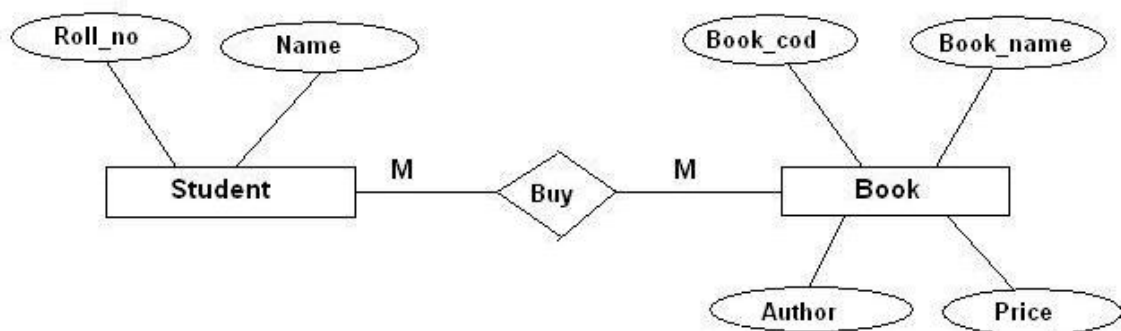 Roll_no
Name
Book_cod
Book_name
Student
M
Buy
M
Book
Author
Price